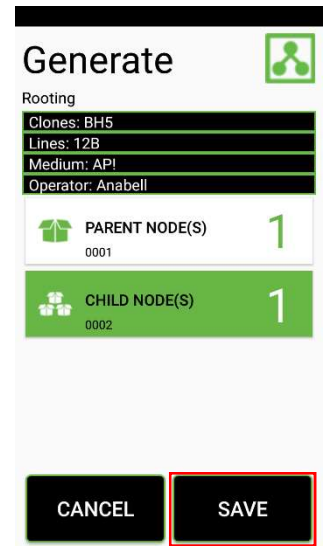 Generate
Rooting
Clones: BH5
Lines: 12B
Medium: AP!
Operator: Anabell
PARENT NODE(S) 1
0001
CHILD NODE(S) 1
0002
CANCEL SAVE